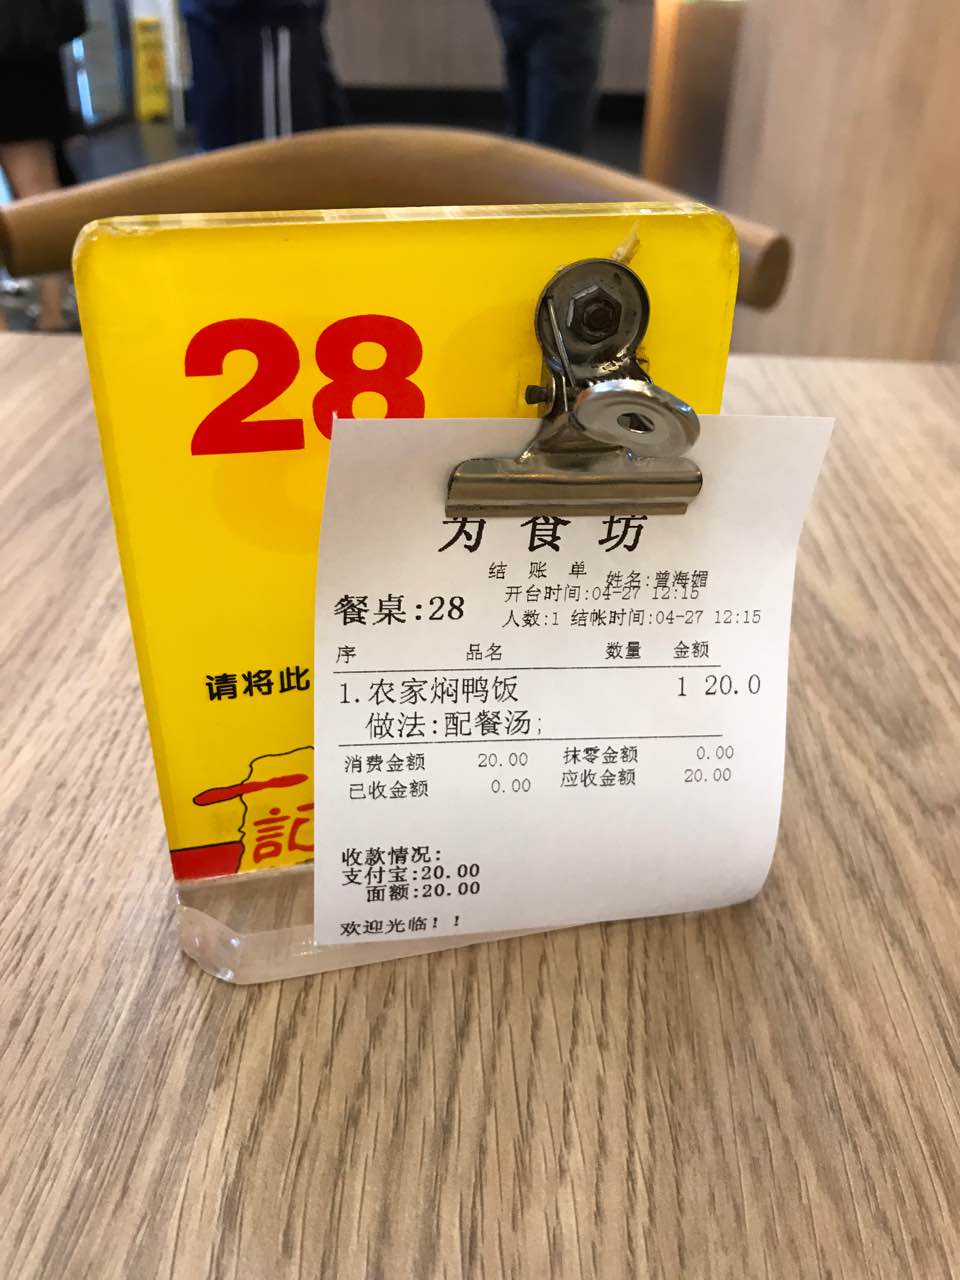 28
请将此
記
为食坊
结 账 单
姓名:曾海媚
开台时间:04-27 12:15
餐桌:28
人数:1 结帐时间:04-27 12:15
序 品名 数量 金额
1.农家焖鸭饭 1 20.0
做法:配餐汤;
消费金额 20.00 抹零金额 0.00
已收金额 0.00 应收金额 20.00
收款情况:
支付宝:20.00
面额:20.00
欢迎光临！！